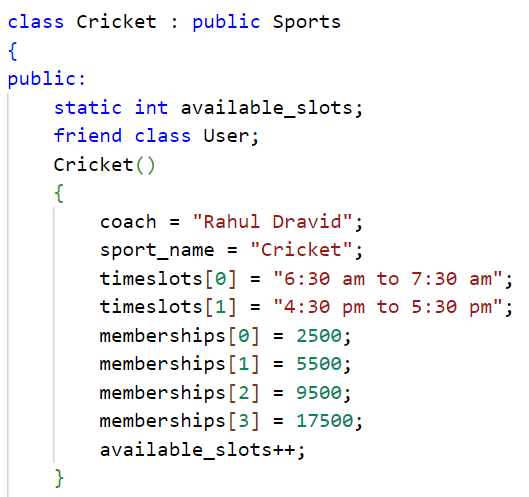 class Cricket : public Sports
{
public:
    static int available_slots;
    friend class User;
    Cricket()
    {
        coach = "Rahul Dravid";
        sport_name = "Cricket";
        timeslots[0] = "6:30 am to 7:30 am";
        timeslots[1] = "4:30 pm to 5:30 pm";
        memberships[0] = 2500;
        memberships[1] = 5500;
        memberships[2] = 9500;
        memberships[3] = 17500;
        available_slots++;
    }